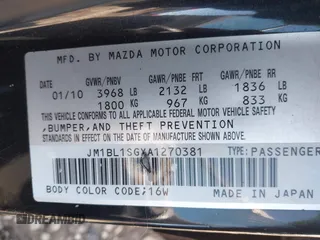 MFD. BY MAZDA MOTOR CORPORATION
GVWR/PNBV GAWR/PNBE FRT GAWR/PNBE RR
01/10 3968 LB 2132 LB 1836 LB
1800 KG 967 KG 833 KG
THIS VEHICLE CONFORMS TO ALL APPLICABLE FEDERAL MOTOR VEHICLE SAFETY,
BUMPER, AND THEFT PREVENTION
STANDARDS IN EFFECT ON THE DATE OF MANUFACTURE SHOWN ABOVE.
JM1BL1SGXA1270381 TYPE:PASSENGER
BODY COLOR CODE:16W MADE IN JAPAN
DREAMBID